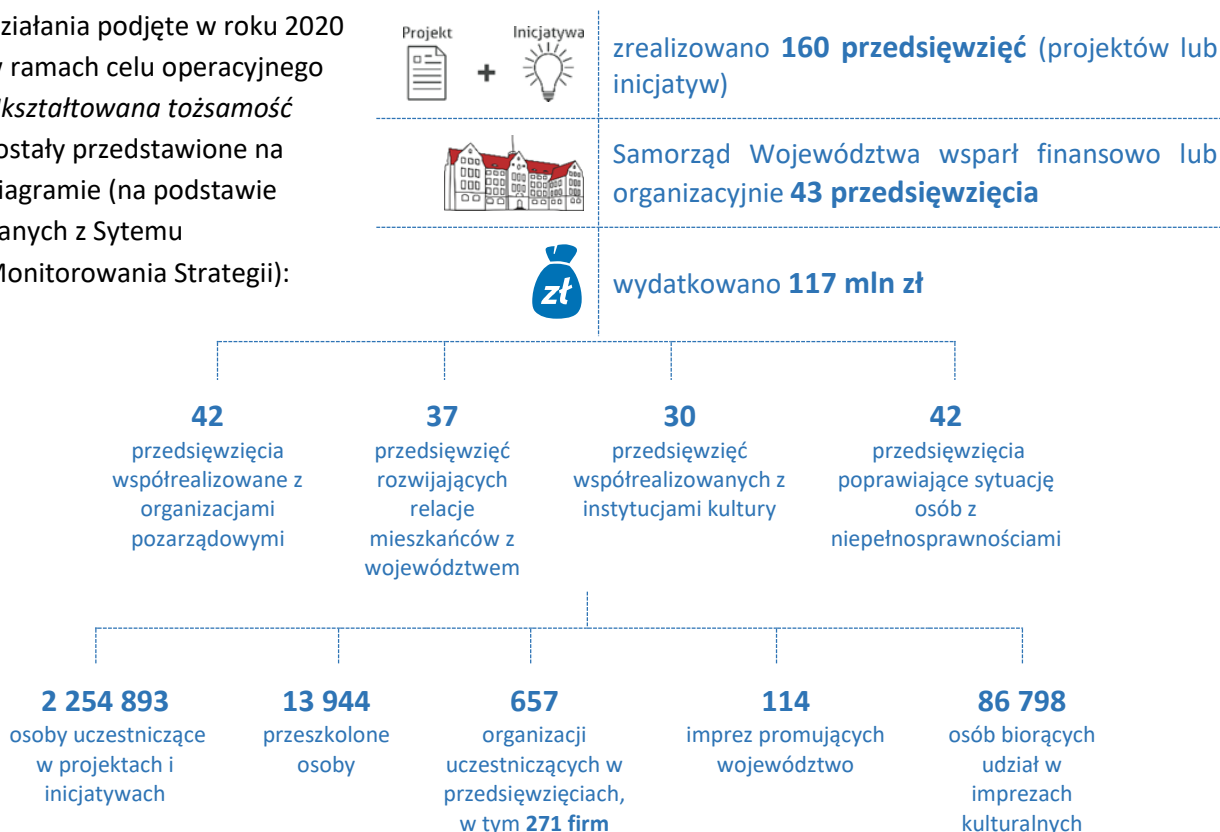 ziałania podjęte w roku 2020
w ramach celu operacyjnego
kształtowana tożsamość
ostały przedstawione na
iagramie (na podstawie
anych z Sytemu
Monitorowania Strategii):
Projekt
+
Inicjatywa
zrealizowano 160 przedsięwzięć (projektów lub
inicjatyw)
Samorząd Województwa wsparł finansowo lub
organizacyjnie 43 przedsięwzięcia
zł
wydatkowano 117 mln zł
42
przedsięwzięcia
współrealizowane z
organizacjami
pozarządowymi
37
przedsięwzięć
rozwijających
relacje
mieszkańców z
województwem
30
przedsięwzięć
współrealizowanych z
instytucjami kultury
42
przedsięwzięcia
poprawiające sytuację
osób z
niepełnosprawnościami
2 254 893
osoby uczestniczące
w projektach i
inicjatywach
13 944
przeszkolone
osoby
657
organizacji
uczestniczących w
przedsięwzięciach,
w tym 271 firm
114
imprez promujących
województwo
86 798
osób biorących
udział w
imprezach
kulturalnych